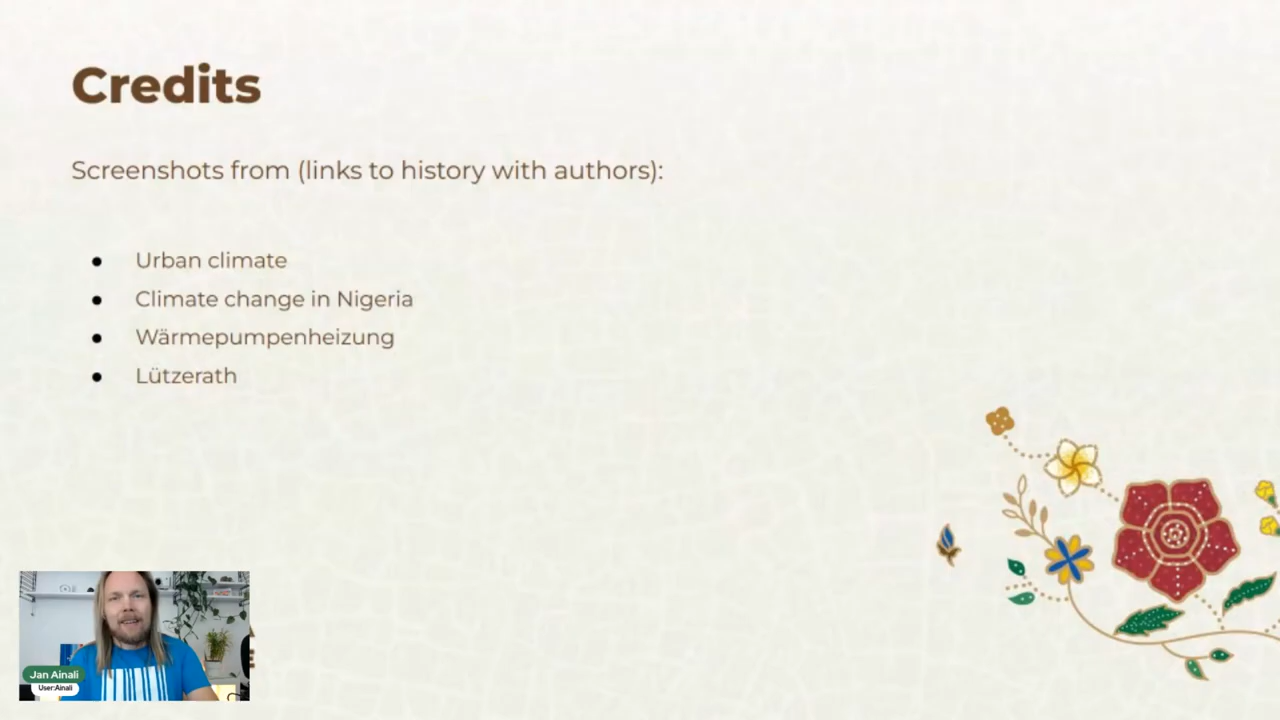 Credits
Screenshots from (links to history with authors):
● Urban climate
● Climate change in Nigeria
● Wärmepumpenheizung
● Lützerath
Jan Ainali
User:Ainali